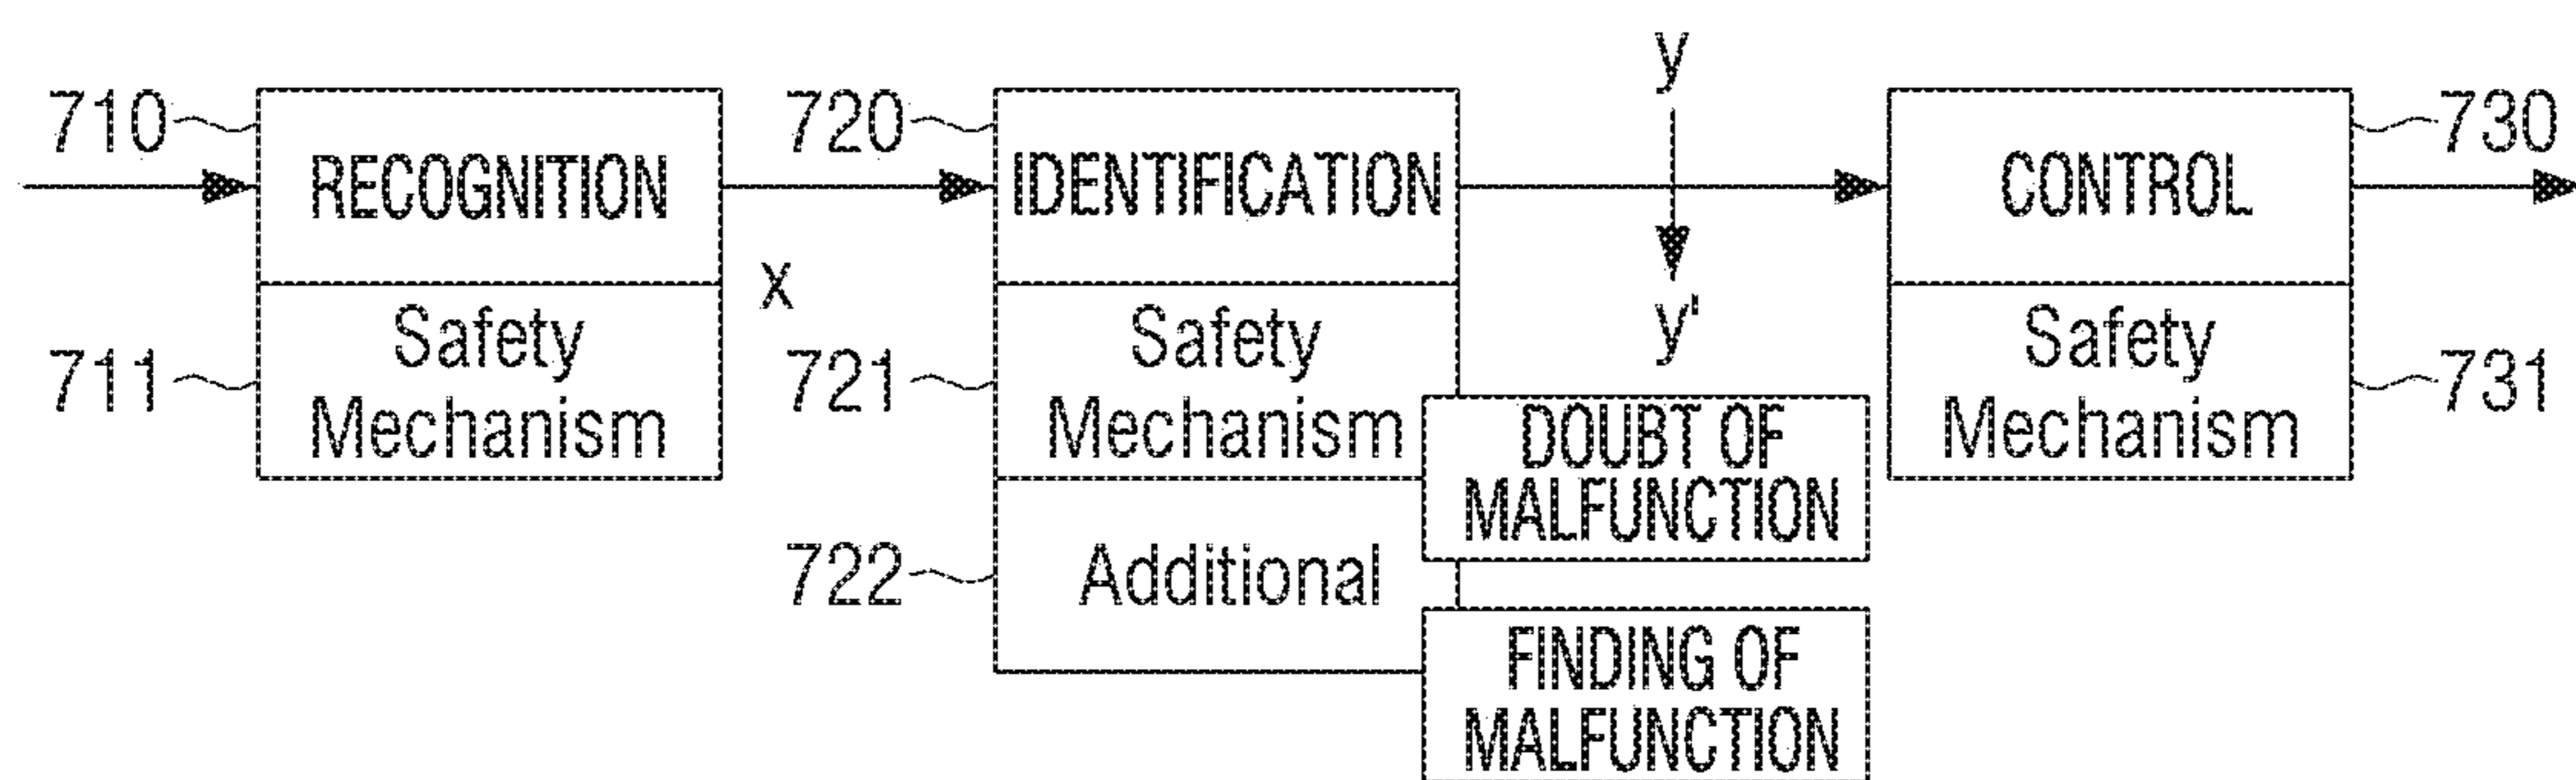 y
710
720
730
RECOGNITION
IDENTIFICATION
CONTROL
x
y'
711
Safety
Mechanism
721
Safety
Mechanism
Safety
Mechanism
731
DOUBT OF
MALFUNCTION
722
Additional
FINDING OF
MALFUNCTION